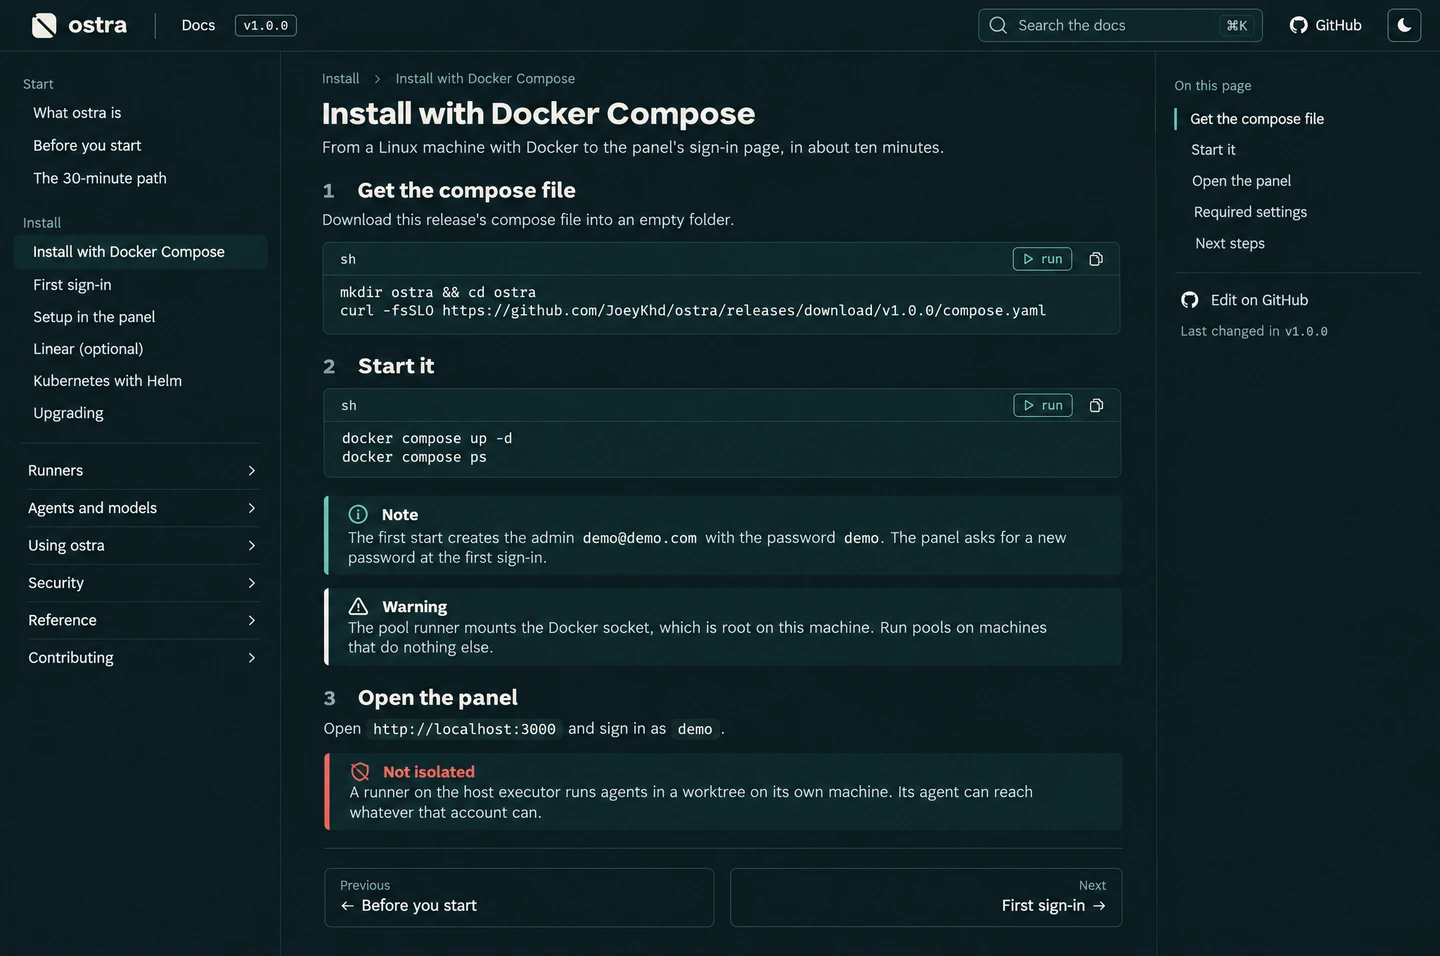 ostra
Docs
v1.0.0
Search the docs
⌘K
GitHub
Start
What ostra is
Before you start
The 30-minute path
Install
Install with Docker Compose
First sign-in
Setup in the panel
Linear (optional)
Kubernetes with Helm
Upgrading
Runners
Agents and models
Using ostra
Security
Reference
Contributing
Install > Install with Docker Compose
Install with Docker Compose
From a Linux machine with Docker to the panel's sign-in page, in about ten minutes.
1 Get the compose file
Download this release's compose file into an empty folder.
sh
run
mkdir ostra && cd ostra
curl -fsSLO https://github.com/JoeyKhd/ostra/releases/download/v1.0.0/compose.yaml
2 Start it
sh
run
docker compose up -d
docker compose ps
Note
The first start creates the admin demo@demo.com with the password demo. The panel asks for a new
password at the first sign-in.
Warning
The pool runner mounts the Docker socket, which is root on this machine. Run pools on machines
that do nothing else.
3 Open the panel
Open http://localhost:3000 and sign in as demo .
Not isolated
A runner on the host executor runs agents in a worktree on its own machine. Its agent can reach
whatever that account can.
Previous
← Before you start
Next
First sign-in →
On this page
Get the compose file
Start it
Open the panel
Required settings
Next steps
Edit on GitHub
Last changed in v1.0.0